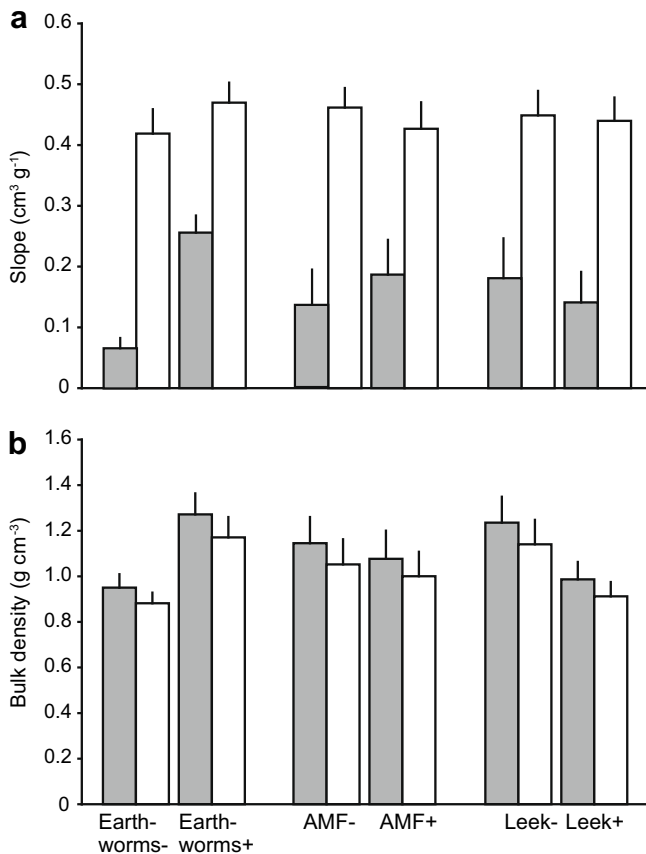 a
0.6
0.5
0.4
0.3
0.2
0.1
0
Slope (cm³ g⁻¹)
b
1.6
1.4
1.2
1.0
0.8
0.6
0.4
0.2
0
Bulk density (g cm⁻³)
Earth- Earth- AMF- AMF+ Leek- Leek+
worms- worms+